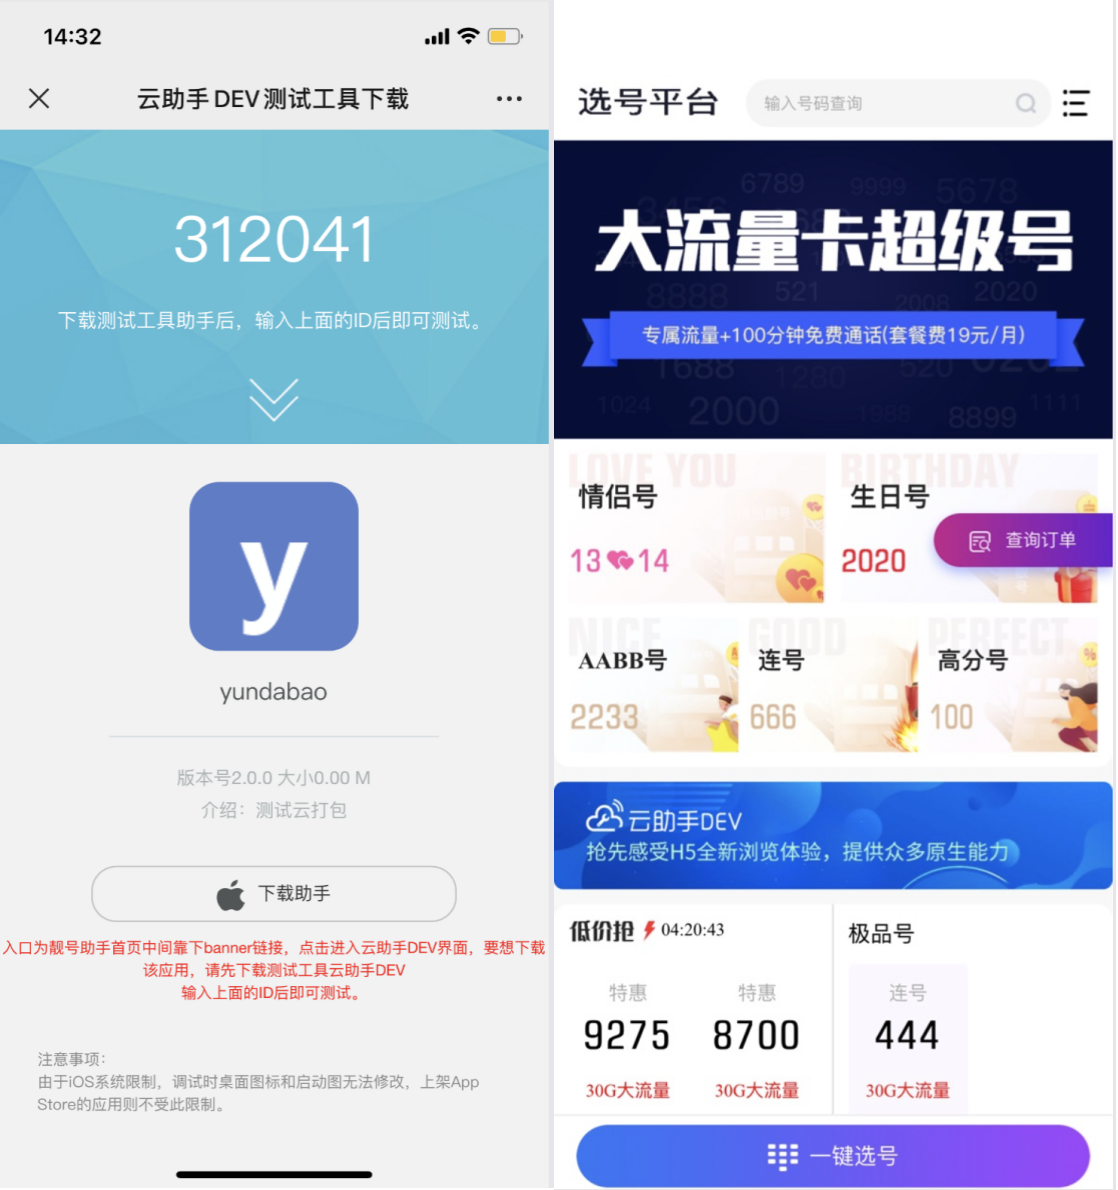 14:32
云助手DEV测试工具下载
312041
下载测试工具助手后，输入上面的ID后即可测试。
y
yundabao
版本号2.0.0 大小0.00 M
介绍：测试云打包
下载助手
入口为靓号助手首页中间靠下banner链接，点击进入云助手DEV界面，要想下载
该应用，请先下载测试工具云助手DEV
输入上面的ID后即可测试。
注意事项：
由于iOS系统限制，调试时桌面图标和启动图无法修改，上架App
Store的应用则不受此限制。
选号平台
输入号码查询
6789
9999
5678
3456
大流量卡超级号
8888
521
2008
2020
专属流量+100分钟免费通话(套餐费19元/月)
1688
1280
520
1024
2000
1988
8899
1111
LOVE YOU
情侣号
13 14
BIRTHDAY
生日号
2020
查询订单
NICE
AABB号
2233
GOOD
连号
666
PERFECT
高分号
100
云助手DEV
抢先感受H5全新浏览体验，提供众多原生能力
低价抢 04:20:43
特惠
9275
30G大流量
特惠
8700
30G大流量
极品号
连号
444
30G大流量
一键选号